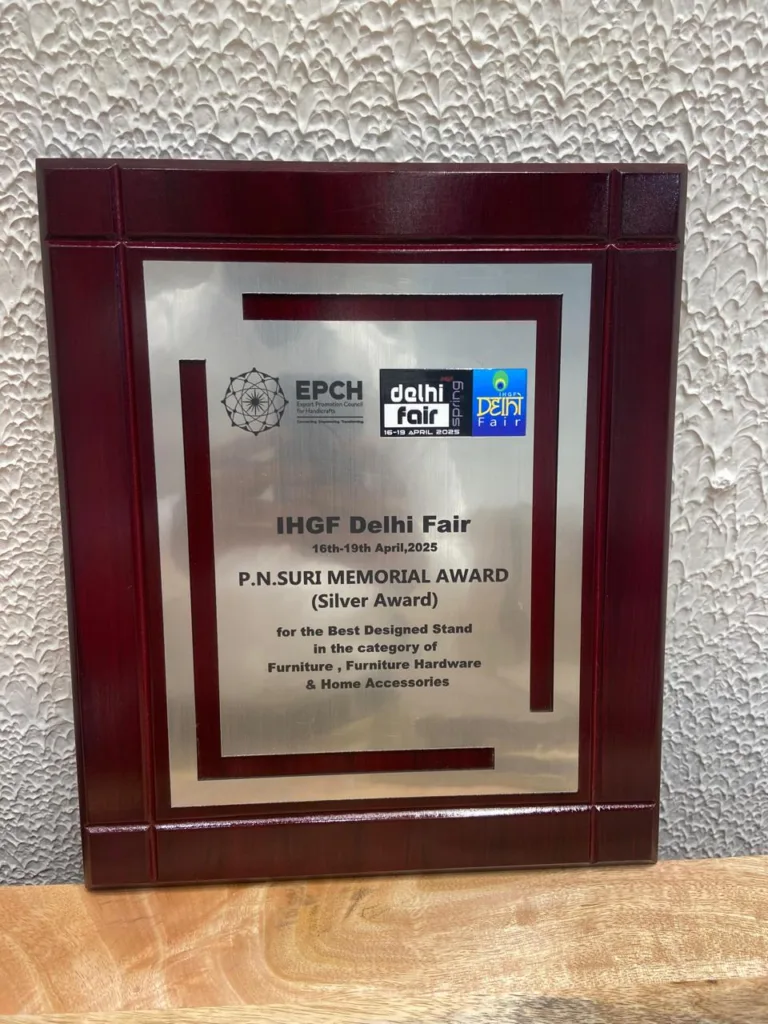 EPCH
Export Promotion Council
for Handicrafts
delhi
fair
spring
16-19 APRIL 2025
IHGF
DELHI
Fair
IHGF Delhi Fair
16th-19th April,2025
P.N.SURI MEMORIAL AWARD
(Silver Award)
for the Best Designed Stand
in the category of
Furniture , Furniture Hardware
& Home Accessories